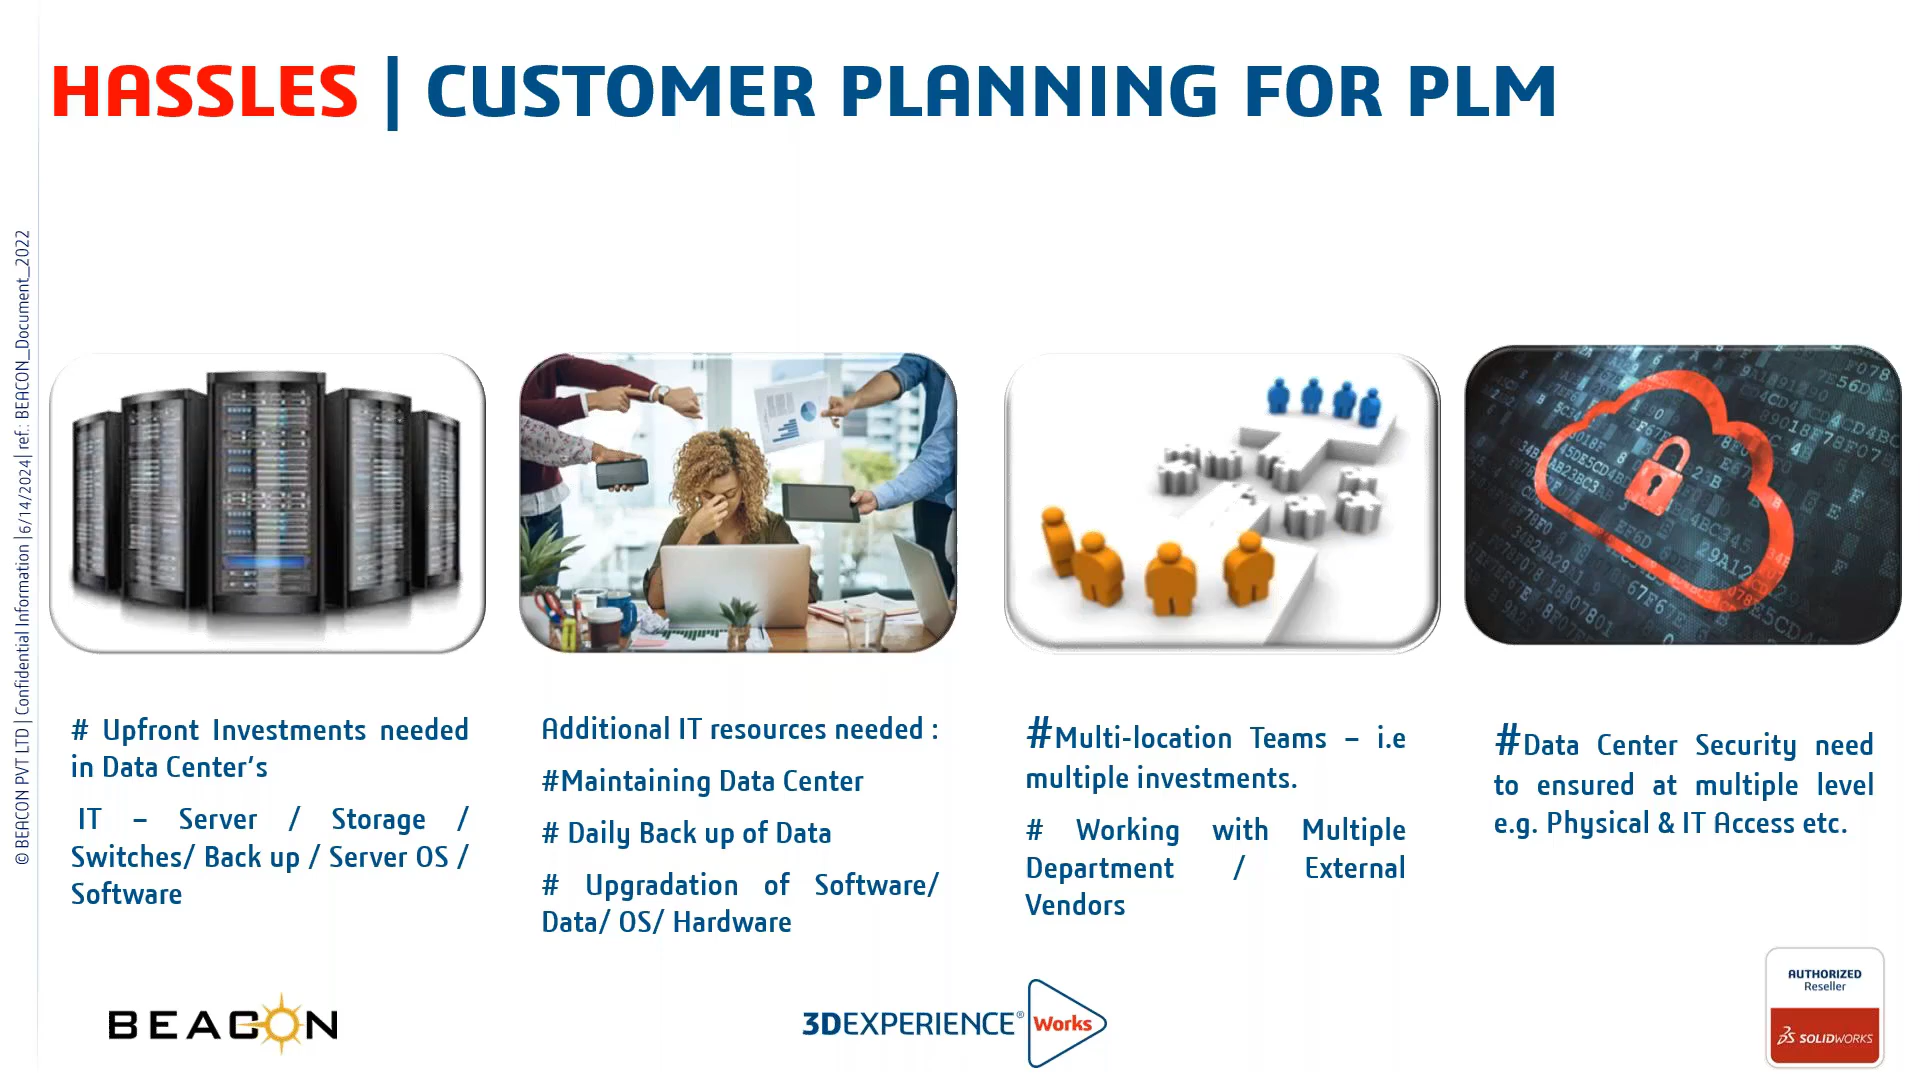 HASSLES | CUSTOMER PLANNING FOR PLM
© BEACON PVT LTD | Confidential Information | 6/14/2024| ref.: BEACON_Document_2022
# Upfront Investments needed
in Data Center's
IT – Server / Storage /
Switches/ Back up / Server OS /
Software
Additional IT resources needed :
#Maintaining Data Center
# Daily Back up of Data
# Upgradation of Software/
Data/ OS/ Hardware
#Multi-location Teams – i.e
multiple investments.
# Working with Multiple
Department / External
Vendors
#Data Center Security need
to ensured at multiple level
e.g. Physical & IT Access etc.
BEACON
3DEXPERIENCE® Works
AUTHORIZED
Reseller
SOLIDWORKS